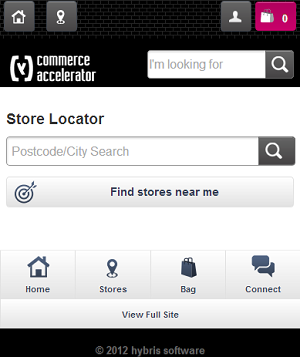 0
commerce
accelerator
I'm looking for
Store Locator
Postcode/City Search
Find stores near me
Home Stores Bag Connect
View Full Site
© 2012 hybris software